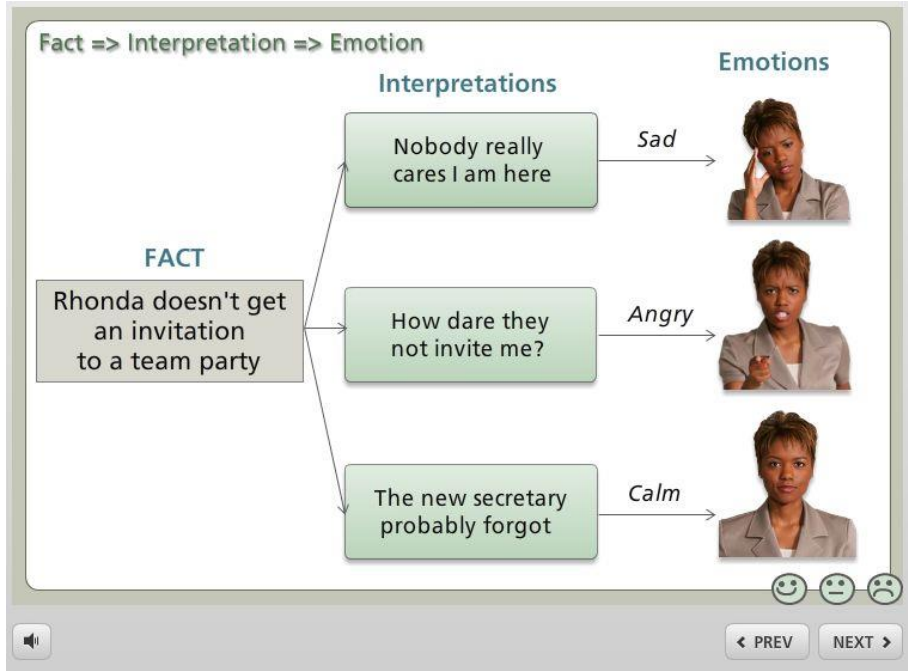 Fact => Interpretation => Emotion
Interpretations
Emotions
Nobody really
cares I am here
Sad
FACT
Rhonda doesn't get
an invitation
to a team party
How dare they
not invite me?
Angry
The new secretary
probably forgot
Calm
PREV
NEXT